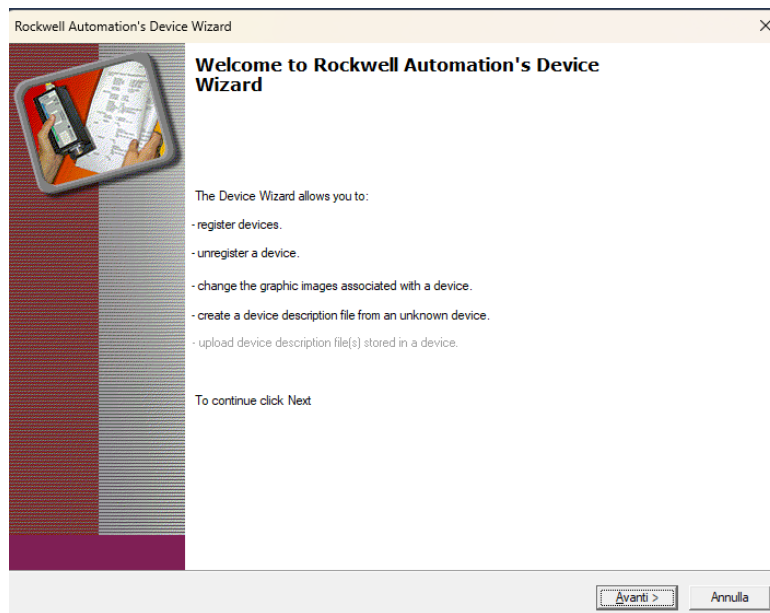 Rockwell Automation's Device Wizard
Welcome to Rockwell Automation's Device
Wizard
The Device Wizard allows you to:
- register devices.
- unregister a device.
- change the graphic images associated with a device.
- create a device description file from an unknown device.
- upload device description file(s) stored in a device.
To continue click Next
Avanti >
Annulla